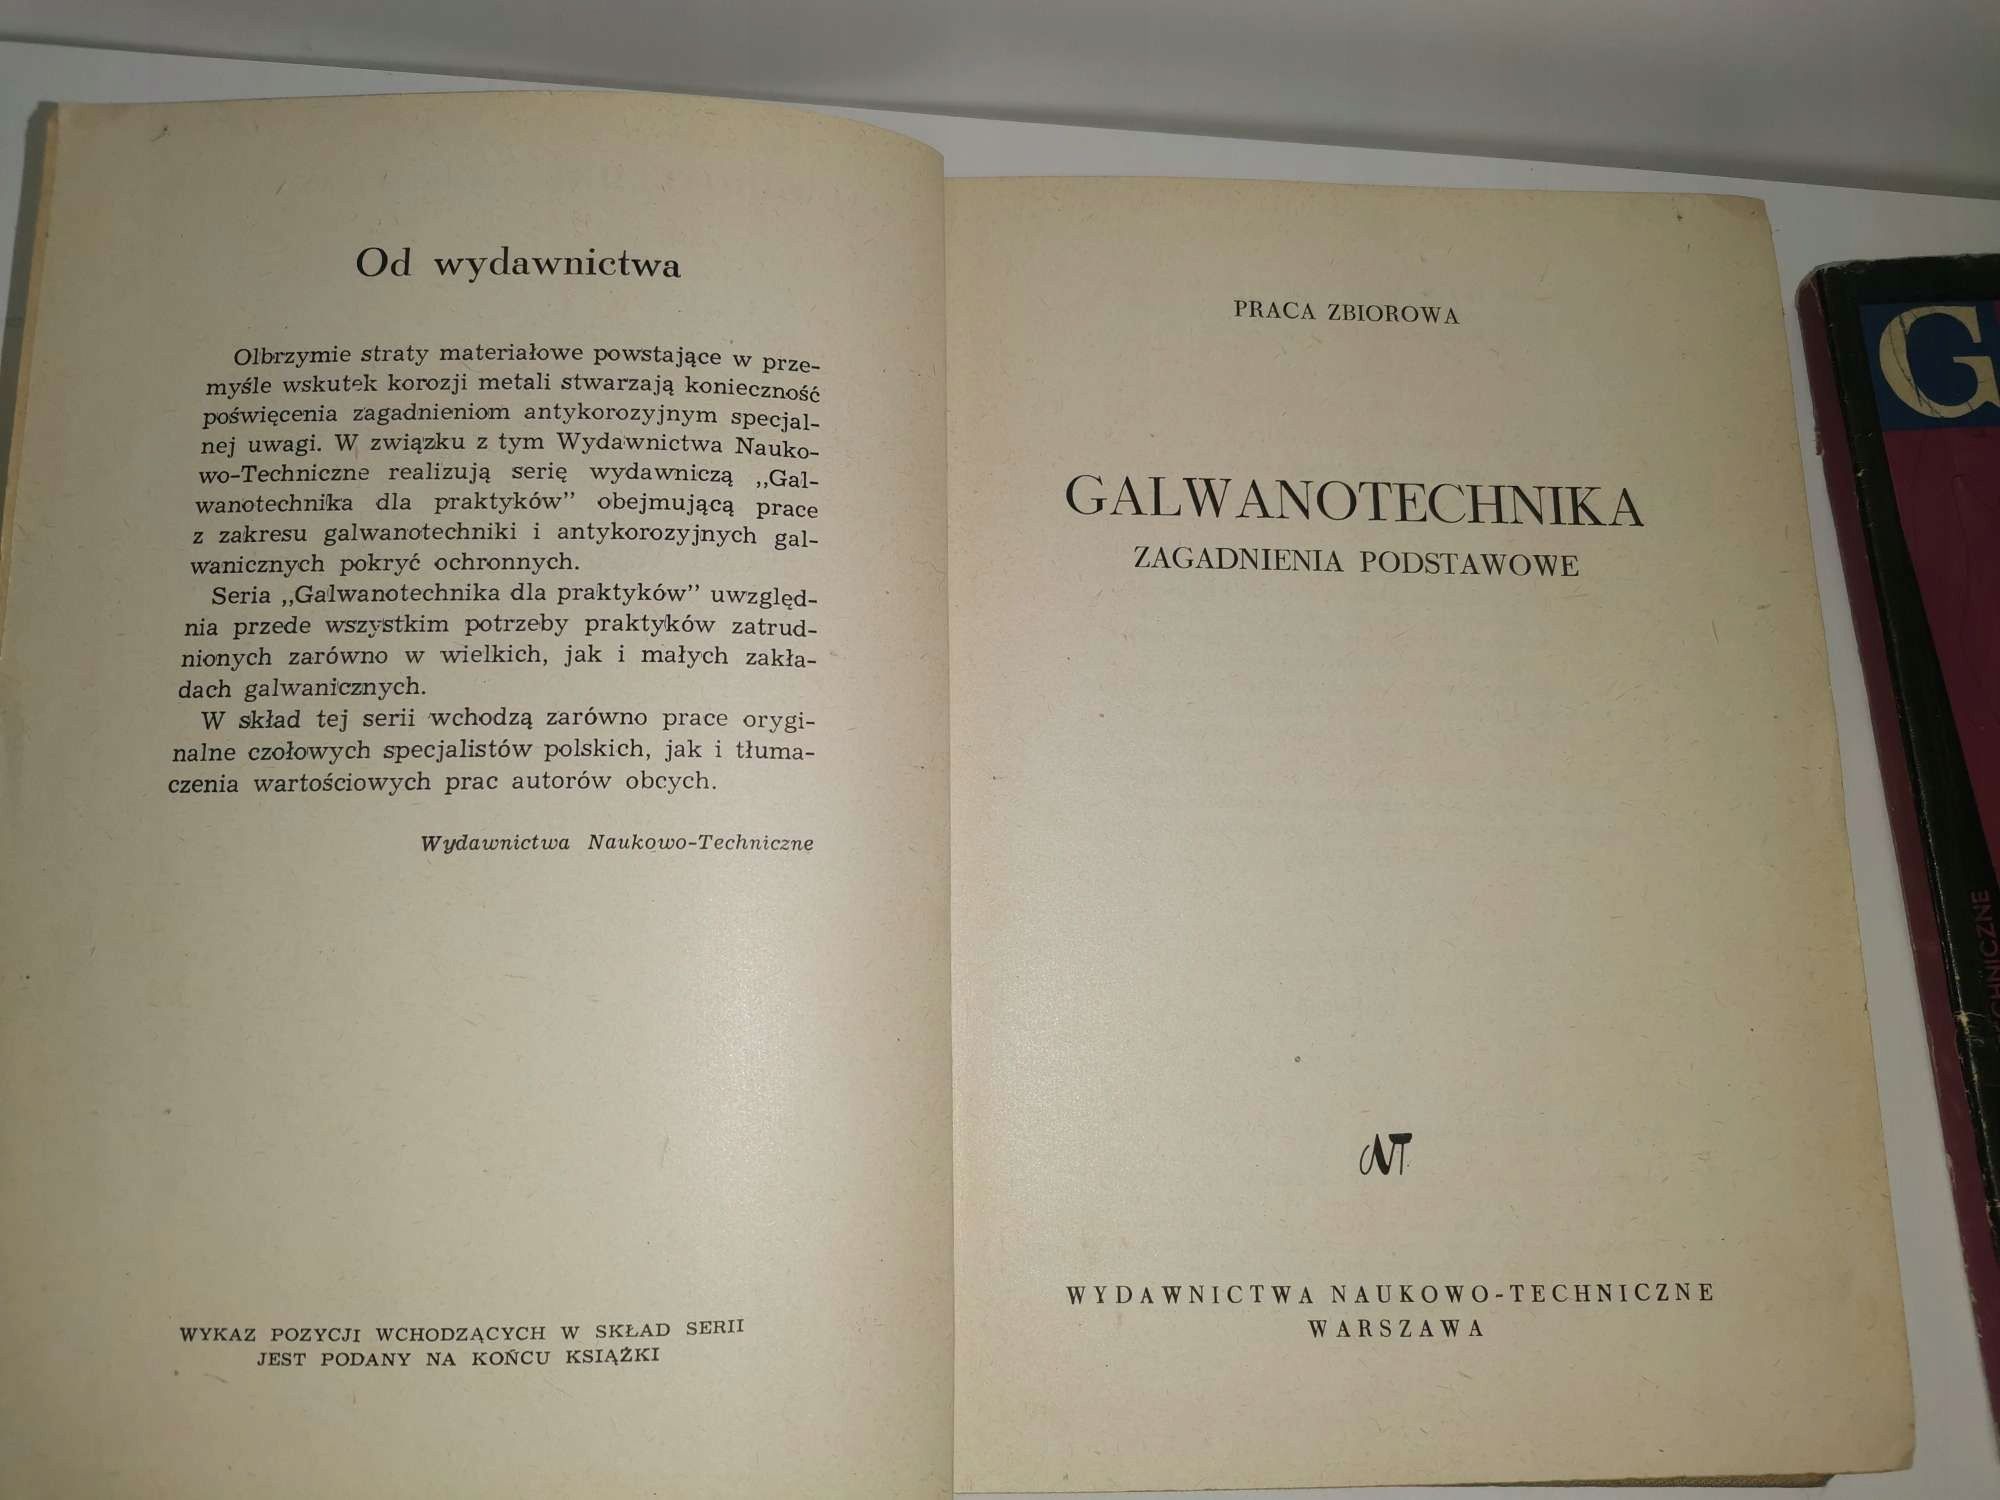 Od wydawnictwa
Olbrzymie straty materiałowe powstające w prze-
myśle wskutek korozji metali stwarzają konieczność
poświęcenia zagadnieniom antykorozyjnym specjal-
nej uwagi. W związku z tym Wydawnictwa Nauko-
wo-Techniczne realizują serię wydawniczą „Gal-
wanotechnika dla praktyków” obejmującą prace
z zakresu galwanotechniki i antykorozyjnych gal-
wanicznych pokryć ochronnych.
Seria „Galwanotechnika dla praktyków” uwzględ-
nia przede wszystkim potrzeby praktyków zatrud-
nionych zarówno w wielkich, jak i małych zakła-
dach galwanicznych.
W skład tej serii wchodzą zarówno prace orygi-
nalne czołowych specjalistów polskich, jak i tłuma-
czenia wartościowych prac autorów obcych.
Wydawnictwa Naukowo-Techniczne
WYKAZ POZYCJI WCHODZĄCYCH W SKŁAD SERII
JEST PODANY NA KOŃCU KSIĄŻKI
PRACA ZBIOROWA
GALWANOTECHNIKA
ZAGADNIENIA PODSTAWOWE
NT
WYDAWNICTWA NAUKOWO-TECHNICZNE
WARSZAWA
G
CHNICZNE